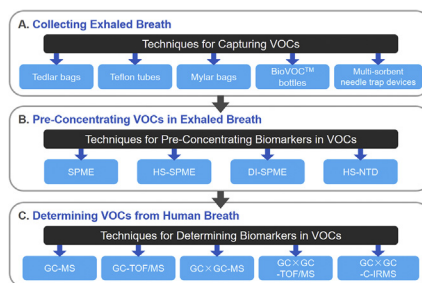 A. Collecting Exhaled Breath
Techniques for Capturing VOCs
Tedlar bags
Teflon tubes
Mylar bags
BioVOC™
bottles
Multi-sorbent
needle trap devices
B. Pre-Concentrating VOCs in Exhaled Breath
Techniques for Pre-Concentrating Biomarkers in VOCs
SPME
HS-SPME
DI-SPME
HS-NTD
C. Determining VOCs from Human Breath
Techniques for Determining Biomarkers in VOCs
GC-MS
GC-TOF/MS
GC×GC-MS
GC×GC
-TOF/MS
GC×GC
-C-IRMS